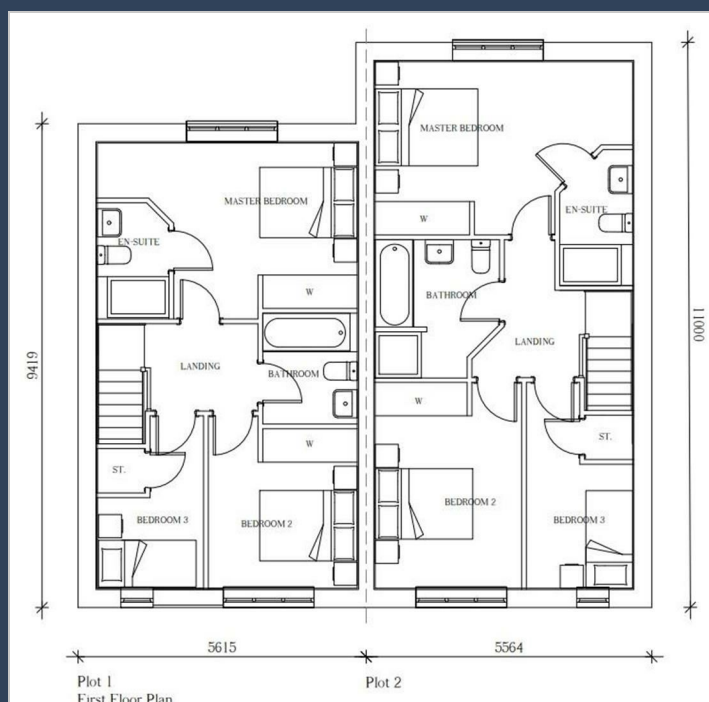 MASTER BEDROOM
EN-SUITE
W
BATHROOM
LANDING
W
ST.
BEDROOM 3
BEDROOM 2
9419
5615
Plot 1
First Floor Plan
MASTER BEDROOM
EN-SUITE
W
BATHROOM
LANDING
W
ST.
BEDROOM 2
BEDROOM 3
11000
5564
Plot 2